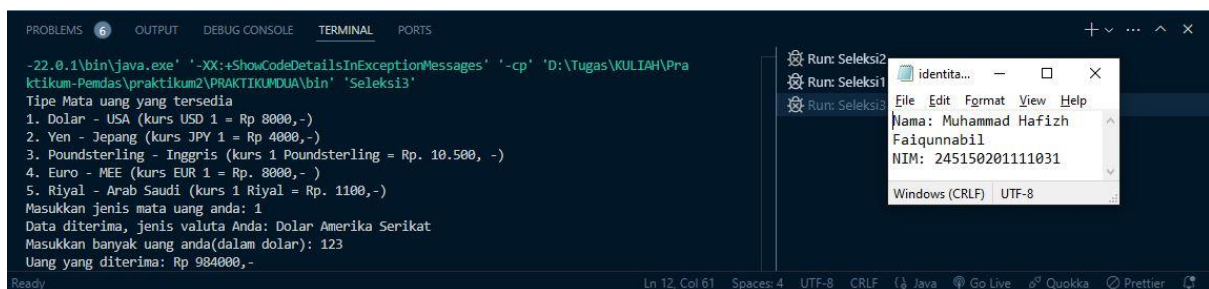 PROBLEMS 6 OUTPUT DEBUG CONSOLE TERMINAL PORTS
-22.0.1\bin\java.exe' '-XX:+ShowCodeDetailsInExceptionMessages' '-cp' 'D:\Tugas\KULIAH\Pra
ktikum-Pemdas\praktikum2\PRAKTIKUMDUA\bin' 'Seleksi3'
Tipe Mata uang yang tersedia
1. Dolar - USA (kurs USD 1 = Rp 8000,-)
2. Yen - Jepang (kurs JPY 1 = Rp 4000,-)
3. Poundsterling - Inggris (kurs 1 Poundsterling = Rp. 10.500, -)
4. Euro - MEE (kurs EUR 1 = Rp. 8000,- )
5. Riyal - Arab Saudi (kurs 1 Riyal = Rp. 1100,-)
Masukkan jenis mata uang anda: 1
Data diterima, jenis valuta Anda: Dolar Amerika Serikat
Masukkan banyak uang anda(dalam dolar): 123
Uang yang diterima: Rp 984000,-
Run: Seleksi2
Run: Seleksi1
Run: Seleksi3
identita...
File Edit Format View Help
Nama: Muhammad Hafizh
Faiqunnabil
NIM: 245150201111031
Windows (CRLF) UTF-8
Ready Ln 12, Col 61 Spaces: 4 UTF-8 CRLF Java Go Live Quokka Prettier